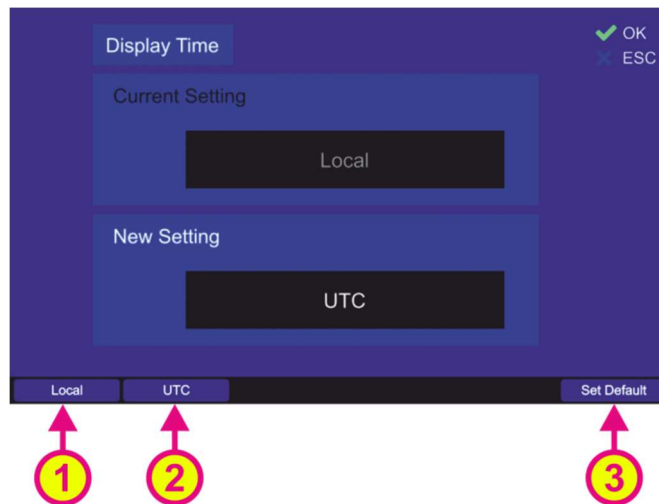 Display Time
OK
ESC
Current Setting
Local
New Setting
UTC
Local
UTC
Set Default
1
2
3